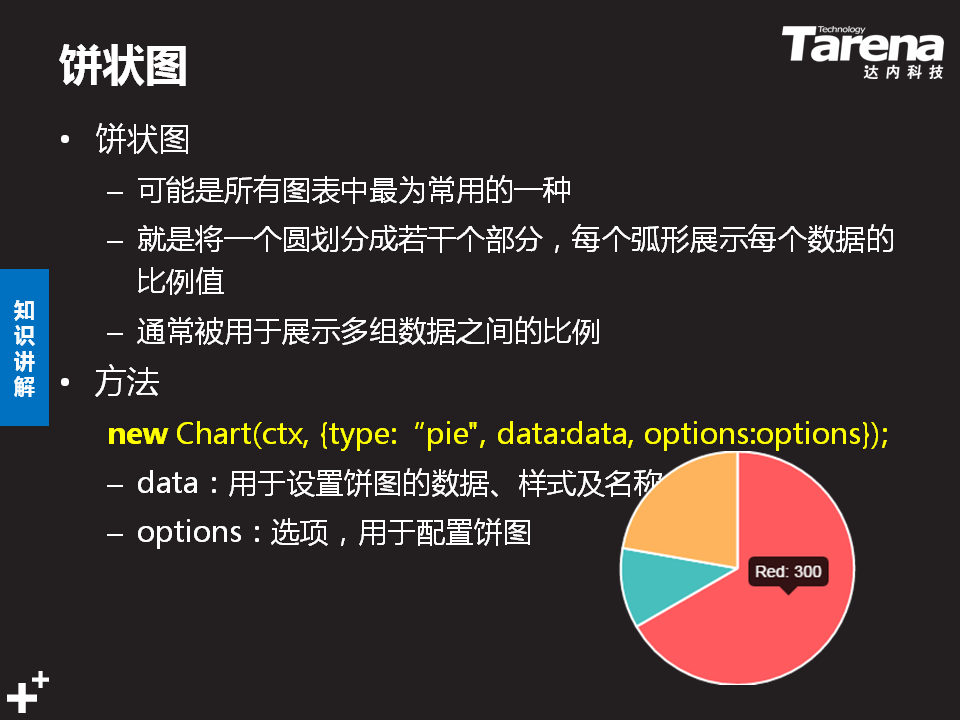 饼状图
Technology
Tarena
达内科技
• 饼状图
– 可能是所有图表中最为常用的一种
– 就是将一个圆划分成若干个部分，每个弧形展示每个数据的
比例值
– 通常被用于展示多组数据之间的比例
知识讲解
• 方法
new Chart(ctx, {type: “pie", data:data, options:options});
– data：用于设置饼图的数据、样式及名称
– options：选项，用于配置饼图
Red: 300